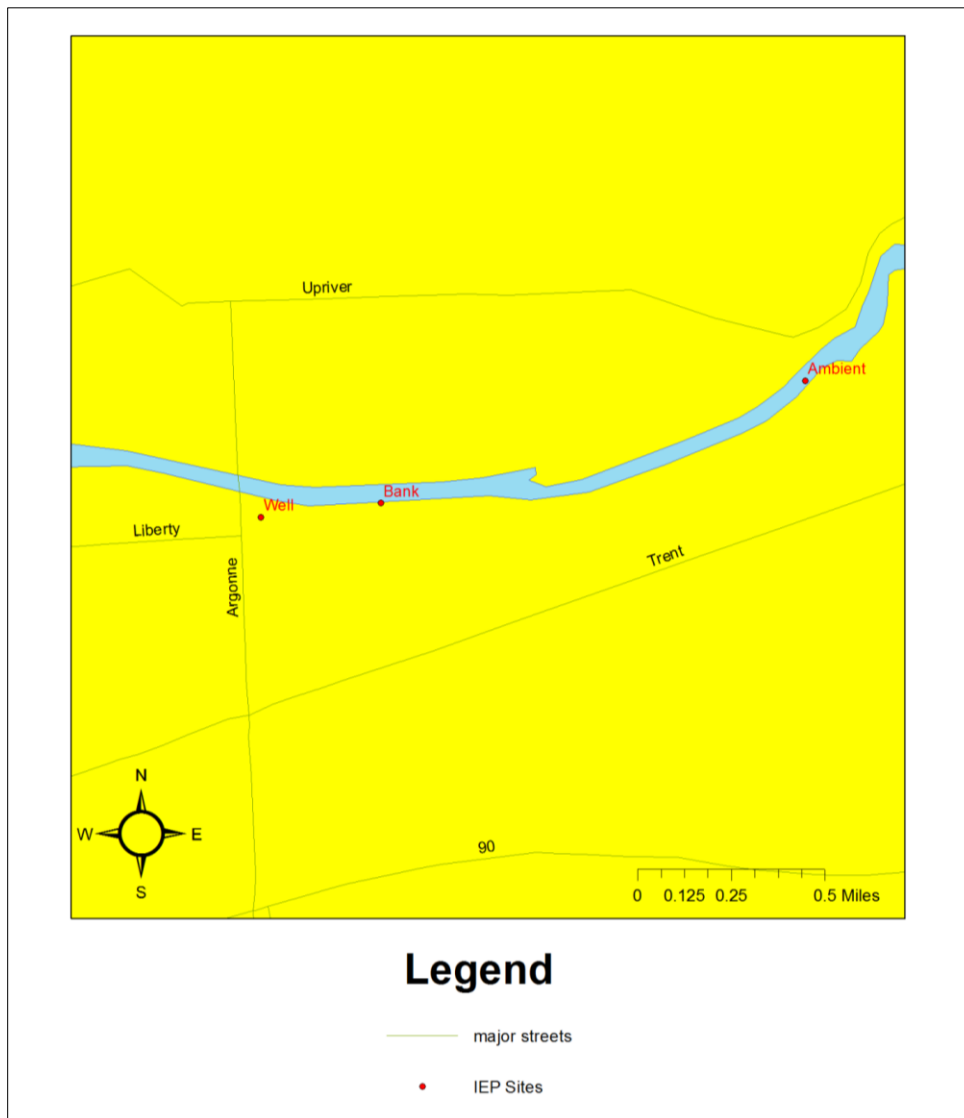 Upriver
Ambient
Bank
Well
Liberty
Trent
Argonne
N
W E
S
90
0 0.125 0.25 0.5 Miles
Legend
major streets
IEP Sites